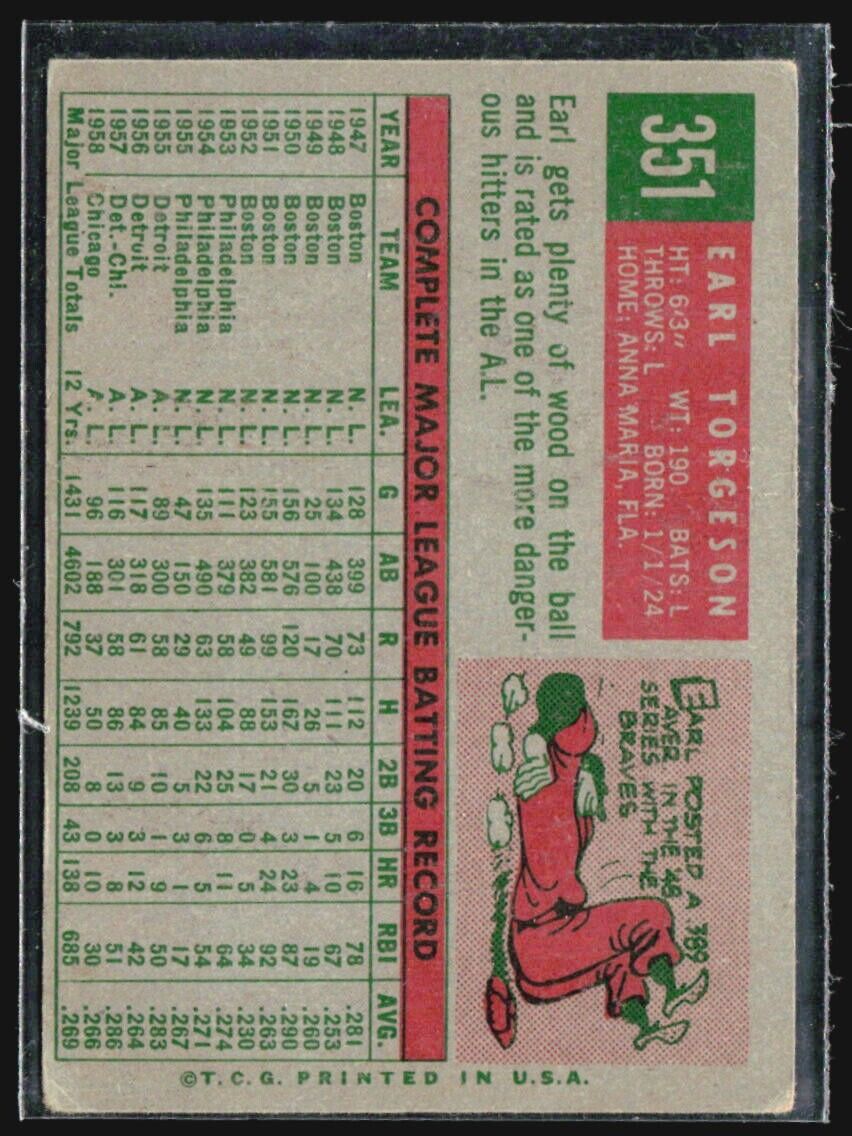 351
EARL TORGESON
HT: 6'3" WT: 190 BATS: L
THROWS: L BORN: 1/1/24
HOME: ANNA MARIA, FLA.
Earl gets plenty of wood on the ball
and is rated as one of the more danger-
ous hitters in the A.L.
EARL POSTED A .389
AVER IN THE '48
SERIES WITH THE
BRAVES
COMPLETE MAJOR LEAGUE BATTING RECORD
YEAR TEAM LEA. G AB R H 2B 3B HR RBI AVG.
1947 Boston N. L. 128 399 73 112 20 6 16 78 .281
1948 Boston N. L. 134 438 70 111 23 5 10 67 .253
1949 Boston N. L. 25 100 17 26 5 1 4 19 .260
1950 Boston N. L. 156 576 120 167 30 3 23 87 .290
1951 Boston N. L. 155 581 99 153 21 4 24 92 .263
1952 Boston N. L. 123 382 49 88 17 0 5 34 .230
1953 Philadelphia N. L. 111 379 58 104 25 8 11 64 .274
1954 Philadelphia N. L. 135 490 63 133 22 6 5 54 .271
1955 Philadelphia N. L. 47 150 29 40 5 3 1 17 .267
1955 Detroit A. L. 89 300 58 85 10 1 9 50 .283
1956 Detroit A. L. 117 318 61 84 9 3 12 42 .264
1957 Det.-Chi. A. L. 116 301 58 86 13 3 8 51 .286
1958 Chicago A. L. 96 188 37 50 8 0 10 30 .266
Major League Totals 12 Yrs. 1431 4602 792 1239 208 43 138 685 .269
©T.C.G. PRINTED IN U.S.A.